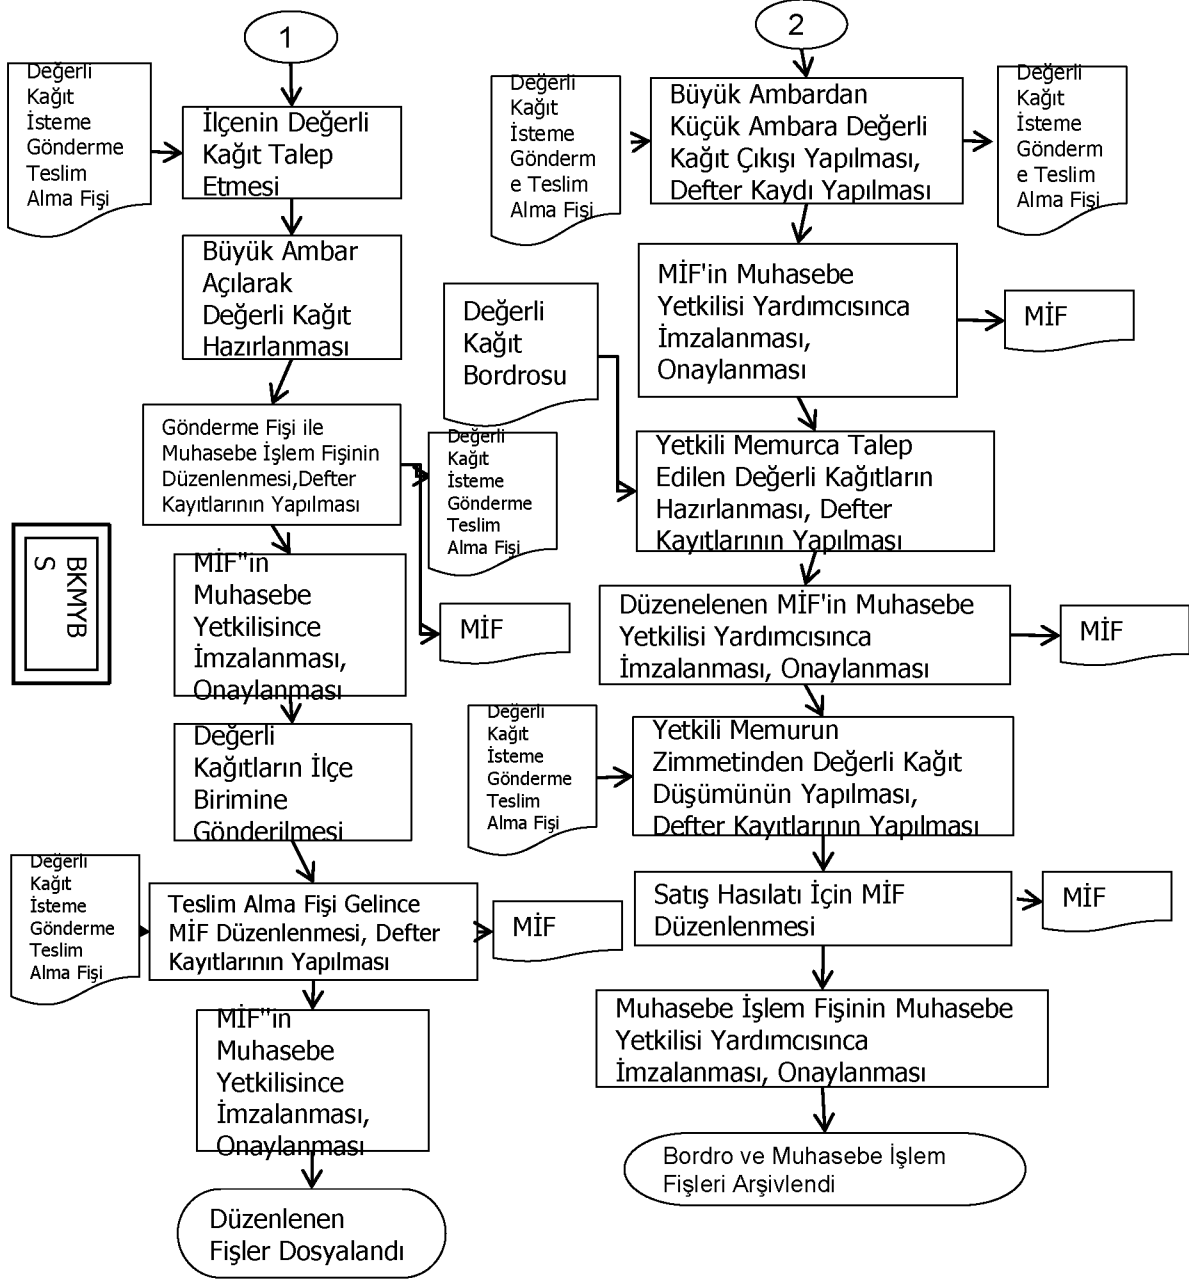 1
Değerli
Kağıt
İsteme
Gönderme
Teslim
Alma Fişi
İlçenin Değerli
Kağıt Talep
Etmesi
Büyük Ambar
Açılarak
Değerli Kağıt
Hazırlanması
Gönderme Fişi ile
Muhasebe İşlem Fişinin
Düzenlenmesi,Defter
Kayıtlarının Yapılması
Değerli
Kağıt
İsteme
Gönderme
Teslim
Alma Fişi
MİF
BKMYB
S
MİF"in
Muhasebe
Yetkilisince
İmzalanması,
Onaylanması
Değerli
Kağıtların İlçe
Birimine
Gönderilmesi
Değerli
Kağıt
İsteme
Gönderme
Teslim
Alma Fişi
Teslim Alma Fişi Gelince
MİF Düzenlenmesi, Defter
Kayıtlarının Yapılması
MİF
MİF"in
Muhasebe
Yetkilisince
İmzalanması,
Onaylanması
Düzenlenen
Fişler Dosyalandı
2
Değerli
Kağıt
İsteme
Gönderm
e Teslim
Alma Fişi
Büyük Ambardan
Küçük Ambara Değerli
Kağıt Çıkışı Yapılması,
Defter Kaydı Yapılması
Değerli
Kağıt
İsteme
Gönderm
e Teslim
Alma Fişi
MİF'in Muhasebe
Yetkilisi Yardımcısınca
İmzalanması,
Onaylanması
MİF
Değerli
Kağıt
Bordrosu
Yetkili Memurca Talep
Edilen Değerli Kağıtların
Hazırlanması, Defter
Kayıtlarının Yapılması
Düzenelenen MİF'in Muhasebe
Yetkilisi Yardımcısınca
İmzalanması, Onaylanması
MİF
Değerli
Kağıt
İsteme
Gönderme
Teslim
Alma Fişi
Yetkili Memurun
Zimmetinden Değerli Kağıt
Düşümünün Yapılması,
Defter Kayıtlarının Yapılması
Satış Hasılatı İçin MİF
Düzenlenmesi
MİF
Muhasebe İşlem Fişinin Muhasebe
Yetkilisi Yardımcısınca
İmzalanması, Onaylanması
Bordro ve Muhasebe İşlem
Fişleri Arşivlendi